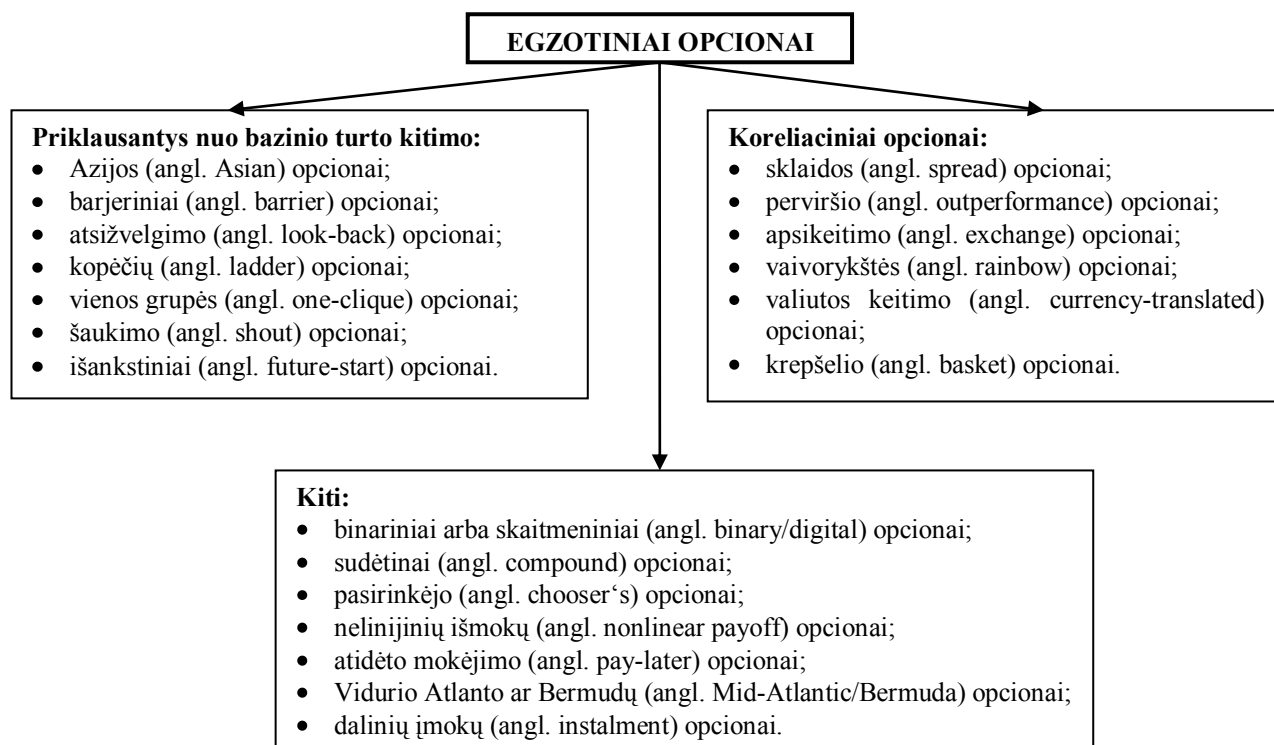 EGZOTINIAI OPCIONAI
Priklausantys nuo bazinio turto kitimo:
• Azijos (angl. Asian) opcionai;
• barjeriniai (angl. barrier) opcionai;
• atsižvelgimo (angl. look-back) opcionai;
• kopėčių (angl. ladder) opcionai;
• vienos grupės (angl. one-clique) opcionai;
• šaukimo (angl. shout) opcionai;
• išankstiniai (angl. future-start) opcionai.
Koreliaciniai opcionai:
• sklaidos (angl. spread) opcionai;
• perviršio (angl. outperformance) opcionai;
• apsikeitimo (angl. exchange) opcionai;
• vaivorykštės (angl. rainbow) opcionai;
• valiutos keitimo (angl. currency-translated)
opcionai;
• krepšelio (angl. basket) opcionai.
Kiti:
• binariniai arba skaitmeniniai (angl. binary/digital) opcionai;
• sudėtinai (angl. compound) opcionai;
• pasirinkėjo (angl. chooser‘s) opcionai;
• nelinijinių išmokų (angl. nonlinear payoff) opcionai;
• atidėto mokėjimo (angl. pay-later) opcionai;
• Vidurio Atlanto ar Bermudų (angl. Mid-Atlantic/Bermuda) opcionai;
• dalinių įmokų (angl. instalment) opcionai.